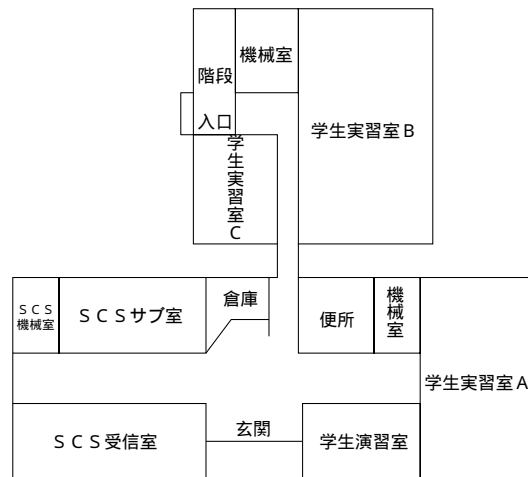 機械室
階段
入口
学生実習室B
学生実習室C
SCS
機械室
SCSサブ室
倉庫
便所
機械室
学生実習室A
SCS受信室
玄関
学生演習室